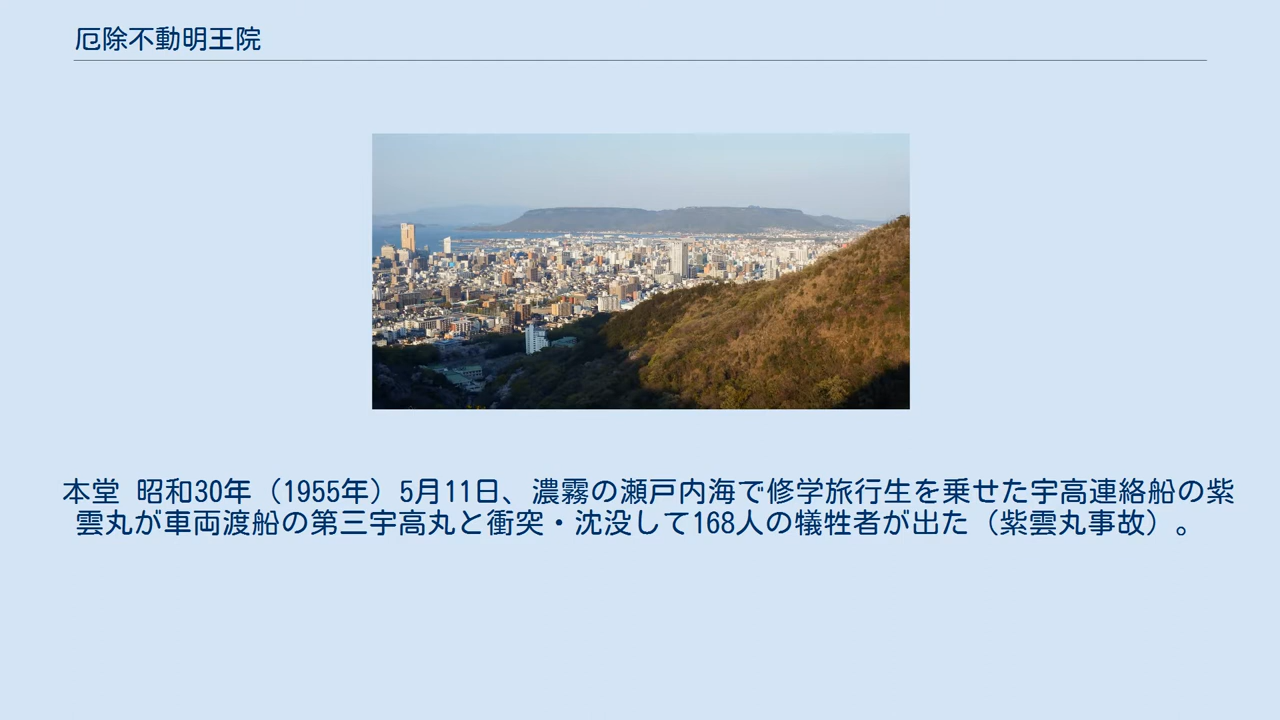 厄除不動明王院
本堂 昭和30年（1955年）5月11日、濃霧の瀬戸内海で修学旅行生を乗せた宇高連絡船の紫
雲丸が車両渡船の第三宇高丸と衝突・沈没して168人の犠牲者が出た（紫雲丸事故）。